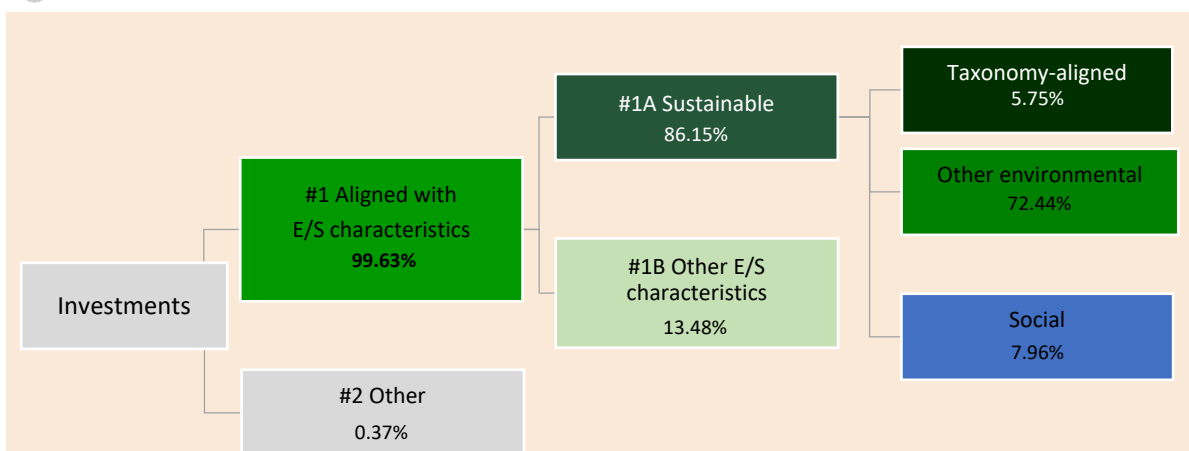 Investments
#1 Aligned with
E/S characteristics
99.63%
#2 Other
0.37%
#1A Sustainable
86.15%
#1B Other E/S
characteristics
13.48%
Taxonomy-aligned
5.75%
Other environmental
72.44%
Social
7.96%